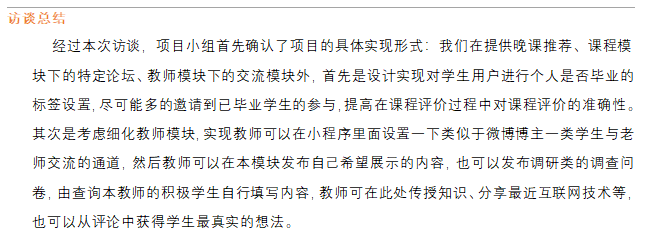 访谈总结
经过本次访谈，项目小组首先确认了项目的具体实现形式：我们在提供晚课推荐、课程模
块下的特定论坛、教师模块下的交流模块外，首先是设计实现对学生用户进行个人是否毕业的
标签设置，尽可能多的邀请到已毕业学生的参与，提高在课程评价过程中对课程评价的准确性。
其次是考虑细化教师模块，实现教师可以在小程序里面设置一下类似于微博博主一类学生与老
师交流的通道，然后教师可以在本模块发布自己希望展示的内容，也可以发布调研类的调查问
卷，由查询本教师的积极学生自行填写内容，教师可在此处传授知识、分享最近互联网技术等，
也可以从评论中获得学生最真实的想法。